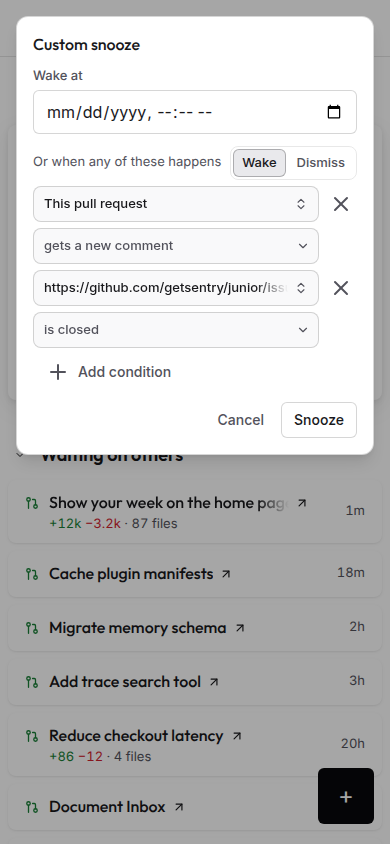 Custom snooze
Wake at
mm/dd/yyyy, --:-- --
Or when any of these happens
Wake
Dismiss
This pull request
gets a new comment
https://github.com/getsentry/junior/iss
is closed
Add condition
Cancel
Snooze
Waiting on others
Show your week on the home page
1m
+12k −3.2k · 87 files
Cache plugin manifests
18m
Migrate memory schema
2h
Add trace search tool
3h
Reduce checkout latency
20h
+86 −12 · 4 files
Document Inbox
+